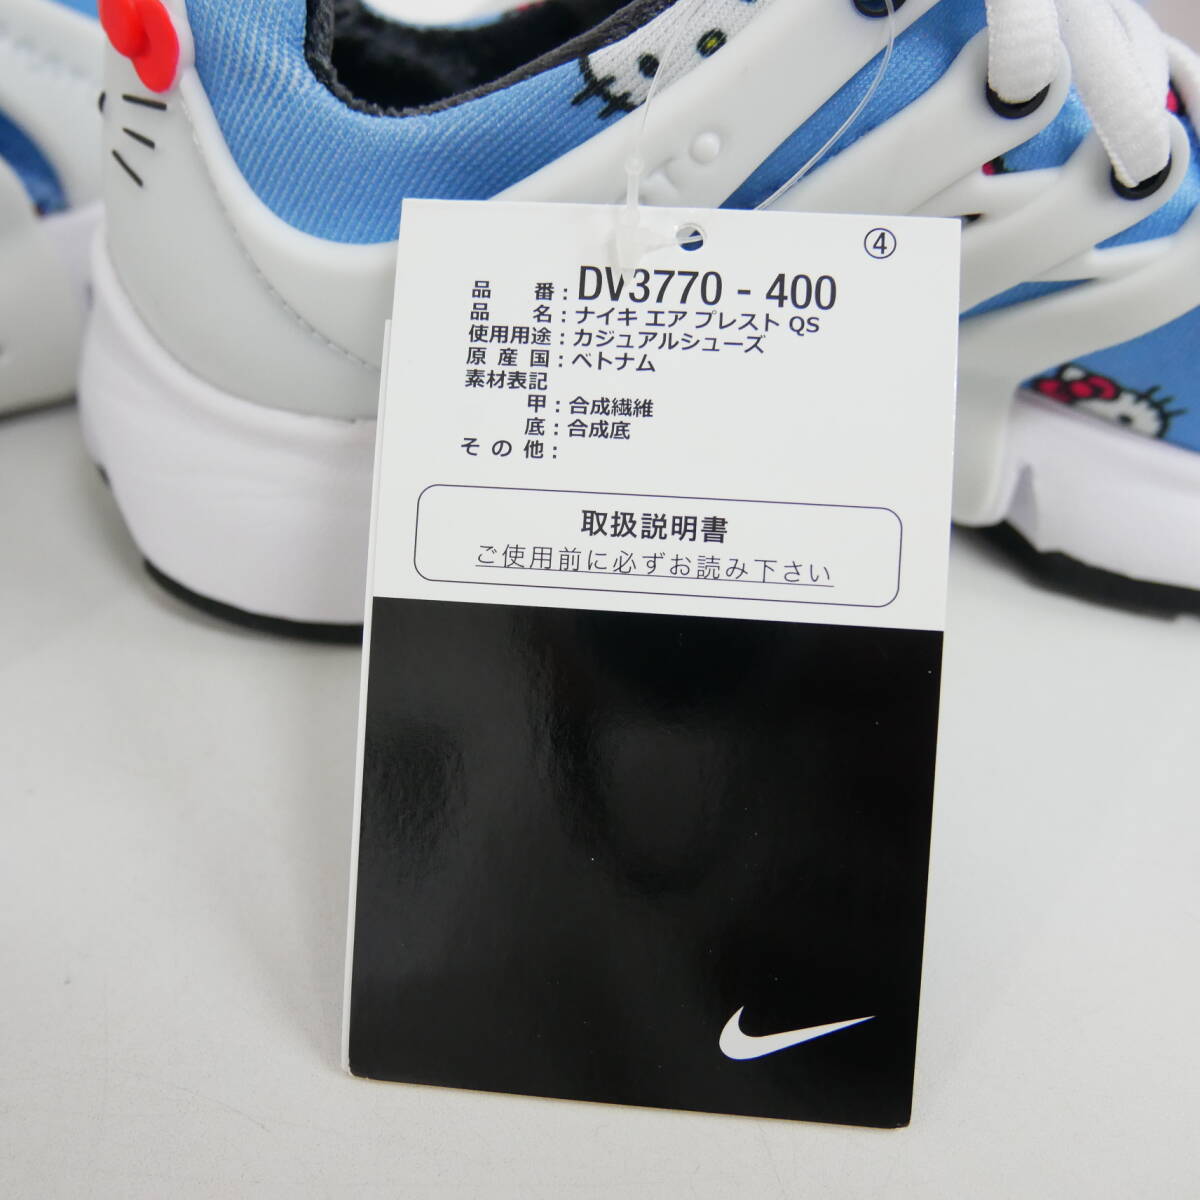 STO
④
品 番 : DV3770 - 400
品 名 : ナイキ エア プレスト QS
使用用途 : カジュアルシューズ
原 産 国 : ベトナム
素材表記
甲 : 合成繊維
底 : 合成底
そ の 他 :
取扱説明書
ご使用前に必ずお読み下さい